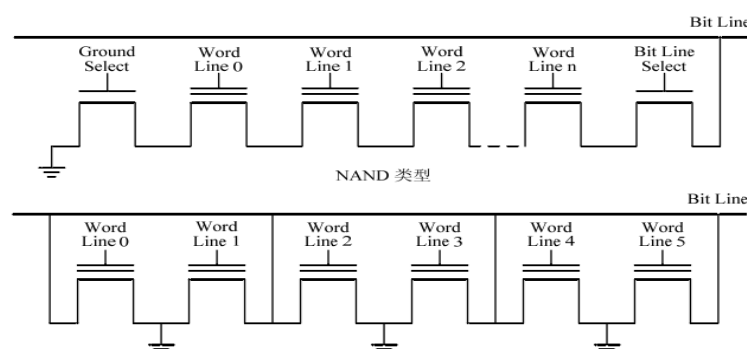 Bit Line
Ground Select
Word Line 0
Word Line 1
Word Line 2
Word Line n
Bit Line Select
NAND 类型
Bit Line
Word Line 0
Word Line 1
Word Line 2
Word Line 3
Word Line 4
Word Line 5